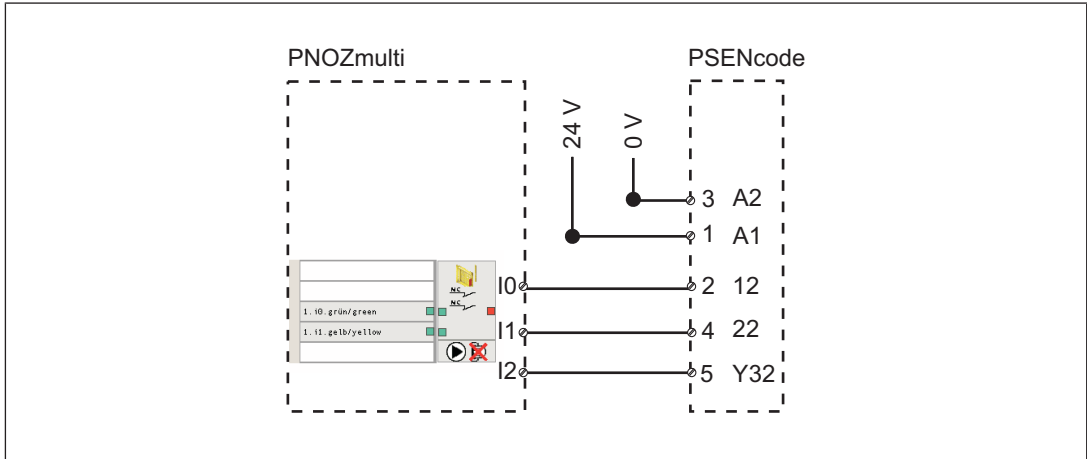 PNOZmulti PSENcode
24 V
0 V
3 A2
1 A1
I0 2 12
NC
NC
1.i0.grün/green
I1 4 22
1.i1.gelb/yellow
I2 5 Y32